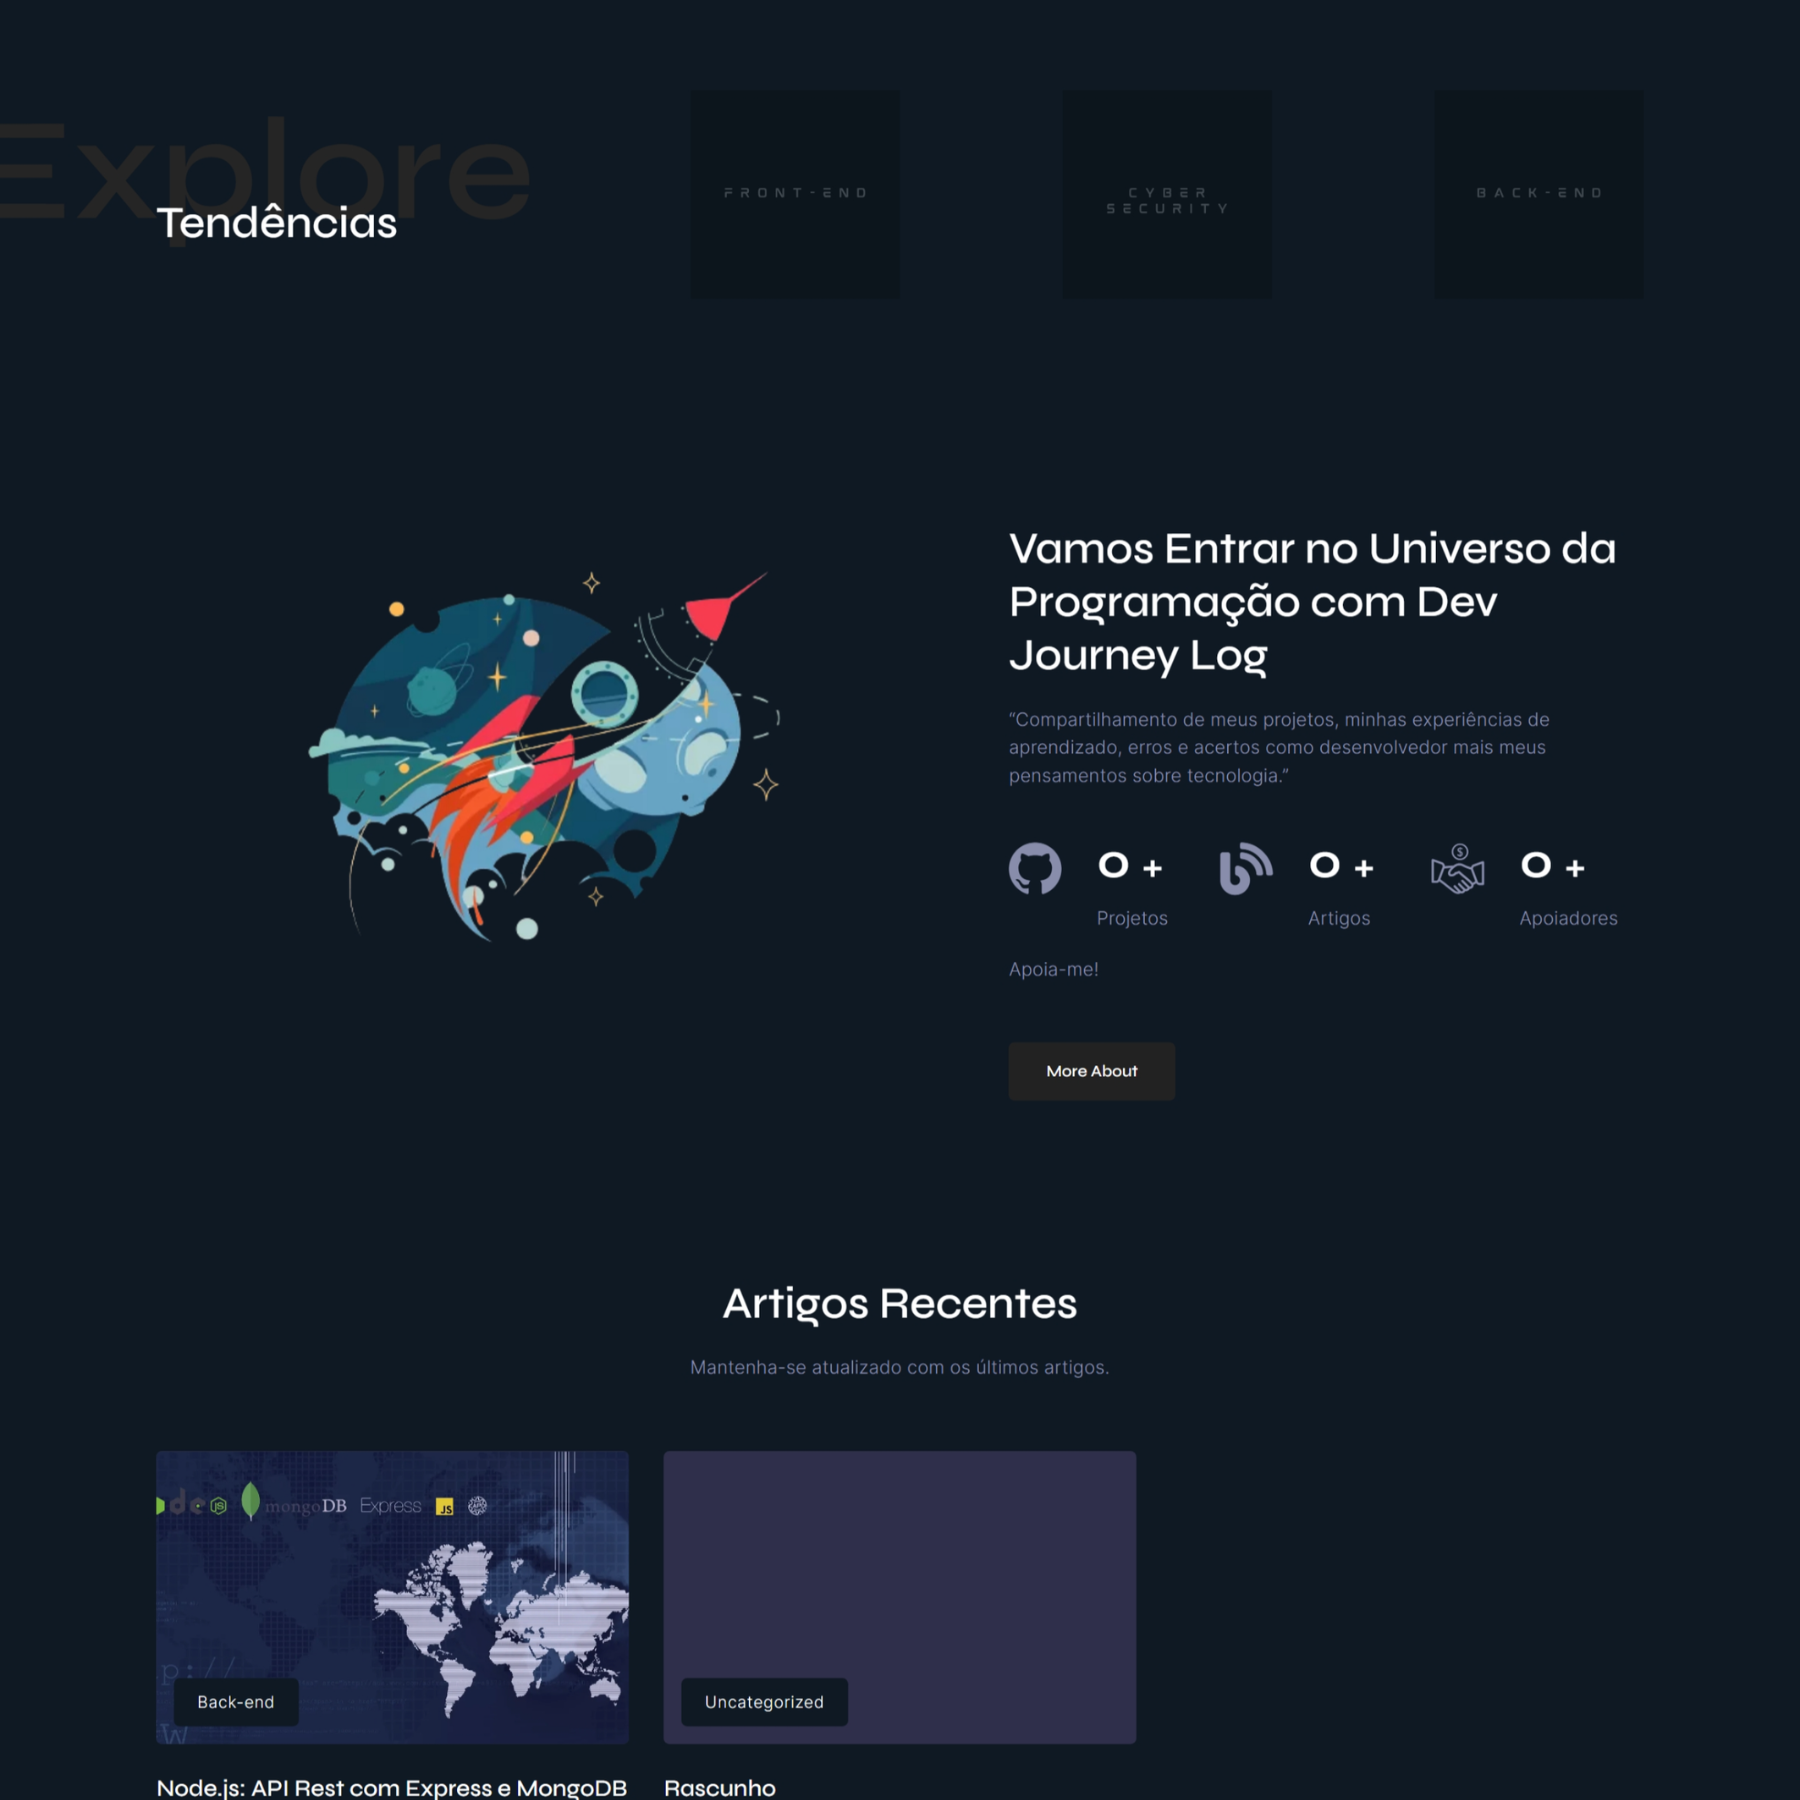 Explore
Tendências
FRONT-END
CYBER
SECURITY
BACK-END
Vamos Entrar no Universo da
Programação com Dev
Journey Log
“Compartilhamento de meus projetos, minhas experiências de
aprendizado, erros e acertos como desenvolvedor mais meus
pensamentos sobre tecnologia.”
0 +
Projetos
0 +
Artigos
$
0 +
Apoiadores
Apoia-me!
More About
Artigos Recentes
Mantenha-se atualizado com os últimos artigos.
de JS mongoDB Express JS
p://
W
Back-end
Uncategorized
Node.js: API Rest com Express e MongoDB
Rascunho